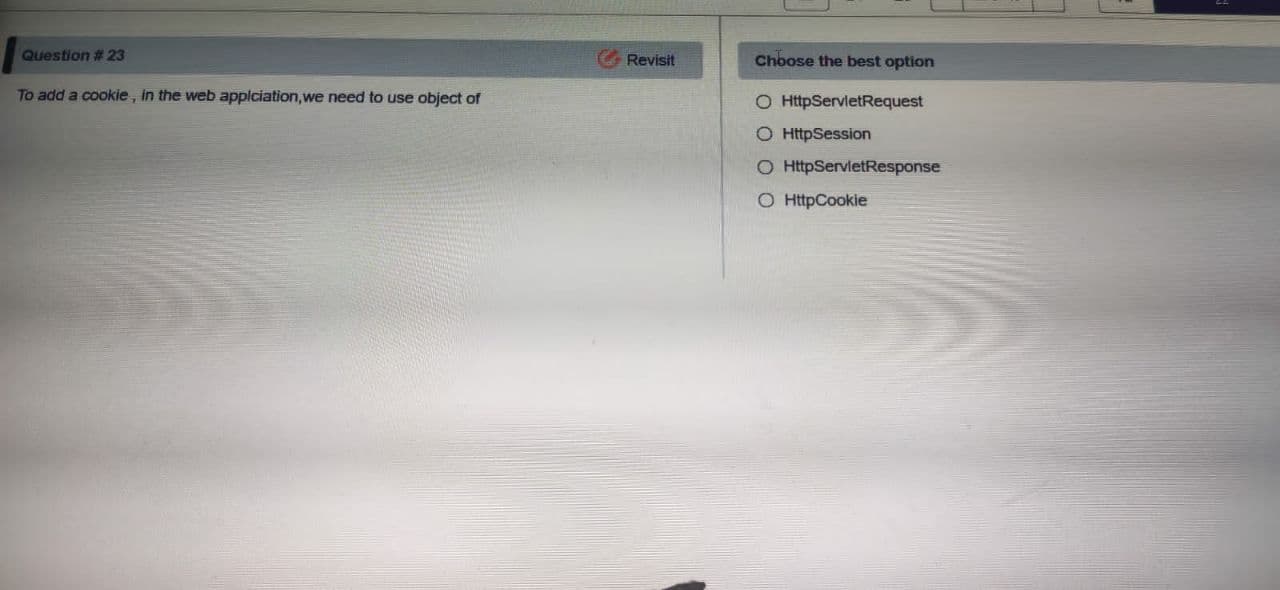 Question # 23
Revisit
To add a cookie , in the web applciation,we need to use object of
Choose the best option
HttpServletRequest
HttpSession
HttpServletResponse
HttpCookie